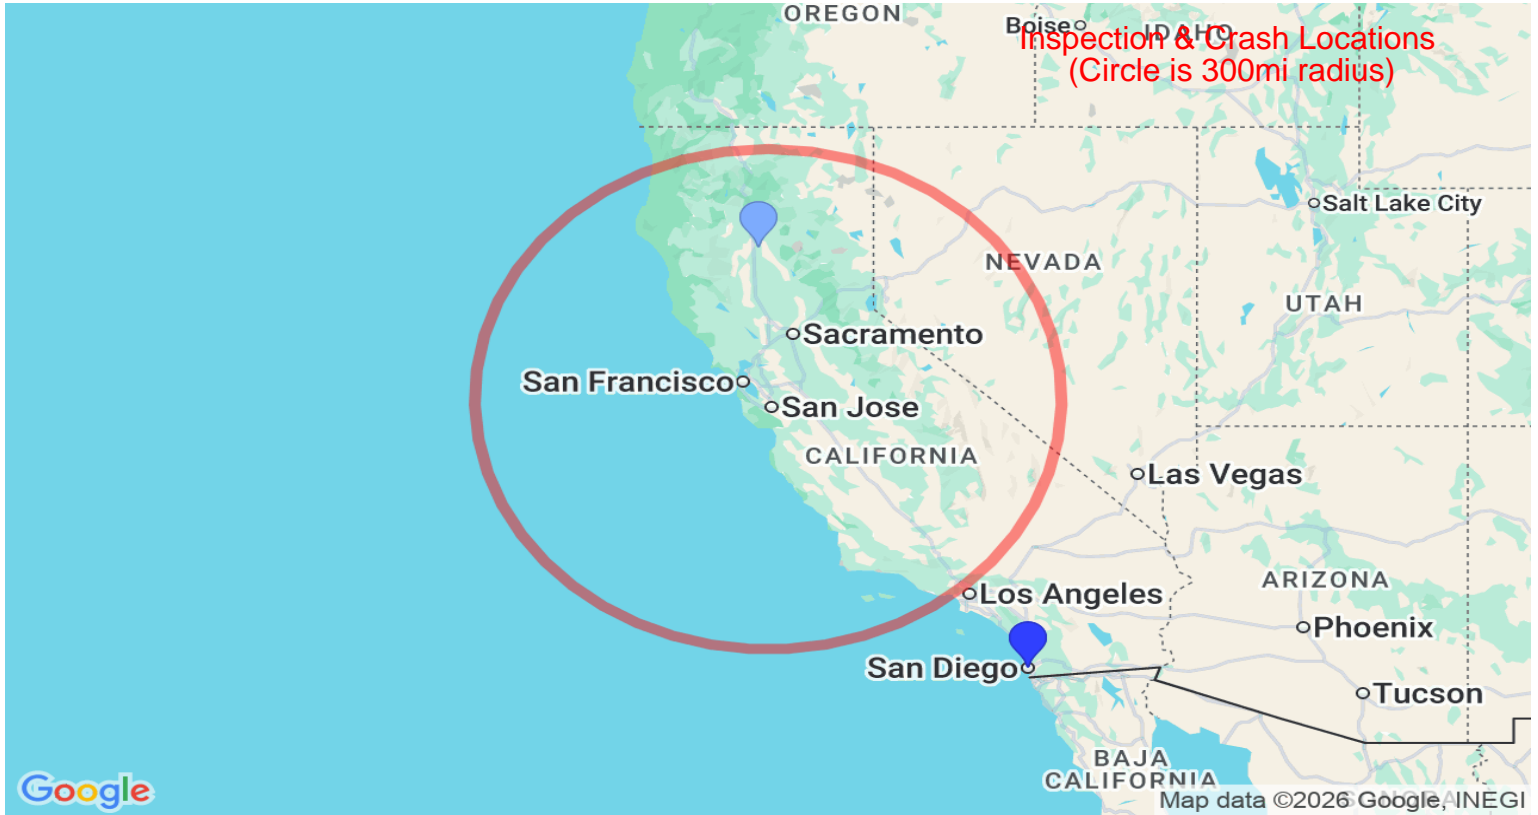 OREGON
Boise
IDAHO
Inspection & Crash Locations
(Circle is 300mi radius)
Salt Lake City
NEVADA
UTAH
Sacramento
San Francisco
San Jose
CALIFORNIA
Las Vegas
ARIZONA
Los Angeles
Phoenix
San Diego
Tucson
BAJA
CALIFORNIA
SONORA
Google
Map data ©2026 Google, INEGI